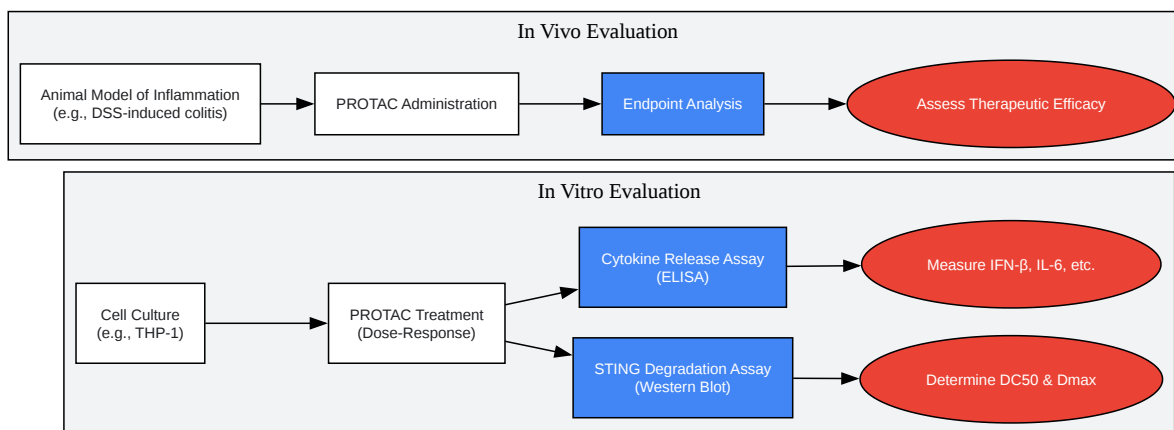 In Vivo Evaluation
Animal Model of Inflammation
(e.g., DSS-induced colitis)
PROTAC Administration
Endpoint Analysis
Assess Therapeutic Efficacy
In Vitro Evaluation
Cell Culture
(e.g., THP-1)
PROTAC Treatment
(Dose-Response)
Cytokine Release Assay
(ELISA)
Measure IFN-β, IL-6, etc.
STING Degradation Assay
(Western Blot)
Determine DC50 & Dmax